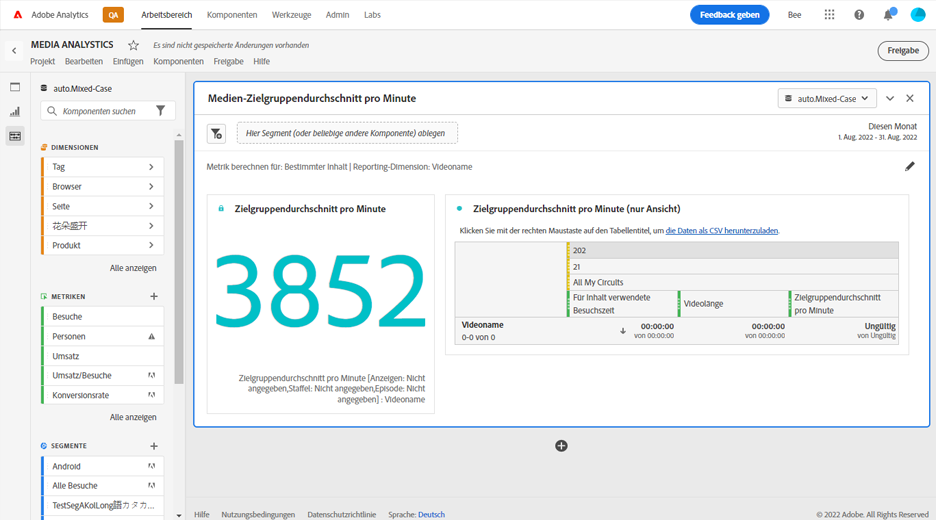 Adobe Analytics QA Arbeitsbereich Komponenten Werkzeuge Admin Labs Feedback geben Bee
MEDIA ANALYSTICS Es sind nicht gespeicherte Änderungen vorhanden
Projekt Bearbeiten Einfügen Komponenten Freigabe Hilfe
Freigabe
auto.Mixed-Case
Komponenten suchen
DIMENSIONEN
Tag
Browser
Seite
花朵盛开
Produkt
Alle anzeigen
METRIKEN
Besuche
Personen
Umsatz
Umsatz/Besuche
Konversionsrate
Alle anzeigen
SEGMENTE
Android
Alle Besuche
TestSegAKolLong語カタカ...
Medien-Zielgruppendurchschnitt pro Minute
auto.Mixed-Case
Hier Segment (oder beliebige andere Komponente) ablegen
Diesen Monat
1. Aug. 2022 - 31. Aug. 2022
Metrik berechnen für: Bestimmter Inhalt | Reporting-Dimension: Videoname
Zielgruppendurchschnitt pro Minute
3852
Zielgruppendurchschnitt pro Minute [Anzeigen: Nicht
angegeben,Staffel: Nicht angegeben,Episode: Nicht
angegeben] : Videoname
Zielgruppendurchschnitt pro Minute (nur Ansicht)
Klicken Sie mit der rechten Maustaste auf den Tabellentitel, um die Daten als CSV herunterzuladen.
202
21
All My Circuits
Für Inhalt verwendete
Besuchszeit
Videolänge
Zielgruppendurchschnitt
pro Minute
Videoname
0-0 von 0
00:00:00
von 00:00:00
00:00:00
von 00:00:00
Ungültig
von Ungültig
Hilfe Nutzungsbedingungen Datenschutzrichtlinie Sprache: Deutsch
© 2022 Adobe. All Rights Reserved